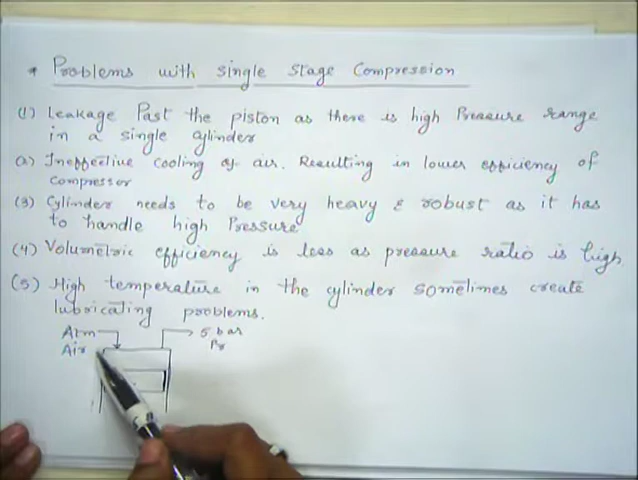 * Problems with single stage Compression
(1) Leakage Past the piston as there is high Pressure range
in a single cylinder
(2) Ineffective cooling of air. Resulting in lower efficiency of
compressor
(3) Cylinder needs to be very heavy & robust as it has
to handle high Pressure
(4) Volumetric efficiency is less as pressure ratio is high
(5) High temperature in the cylinder sometimes create
lubricating problems.
Atm
Air
5 bar
Pr